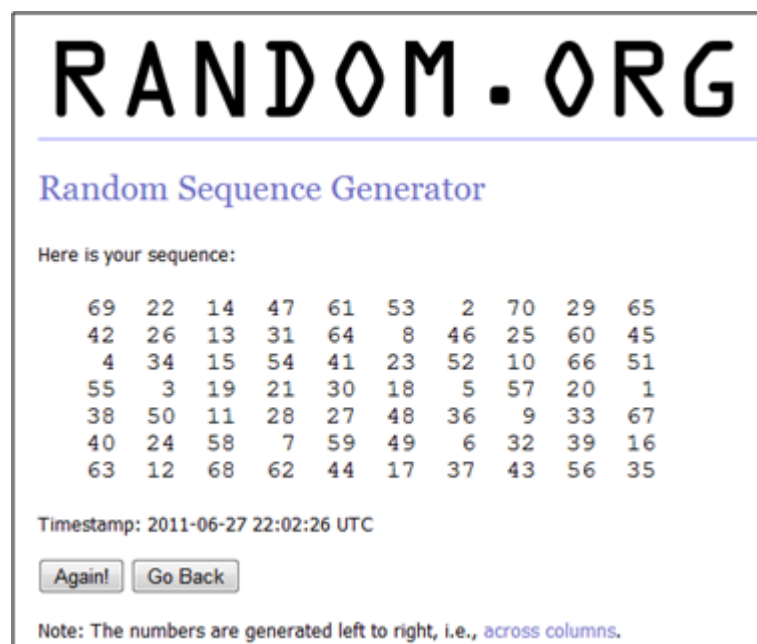 RANDOM.ORG
Random Sequence Generator
Here is your sequence:
69 22 14 47 61 53 2 70 29 65
42 26 13 31 64 8 46 25 60 45
4 34 15 54 41 23 52 10 66 51
55 3 19 21 30 18 5 57 20 1
38 50 11 28 27 48 36 9 33 67
40 24 58 7 59 49 6 32 39 16
63 12 68 62 44 17 37 43 56 35
Timestamp: 2011-06-27 22:02:26 UTC
Again! Go Back
Note: The numbers are generated left to right, i.e., across columns.